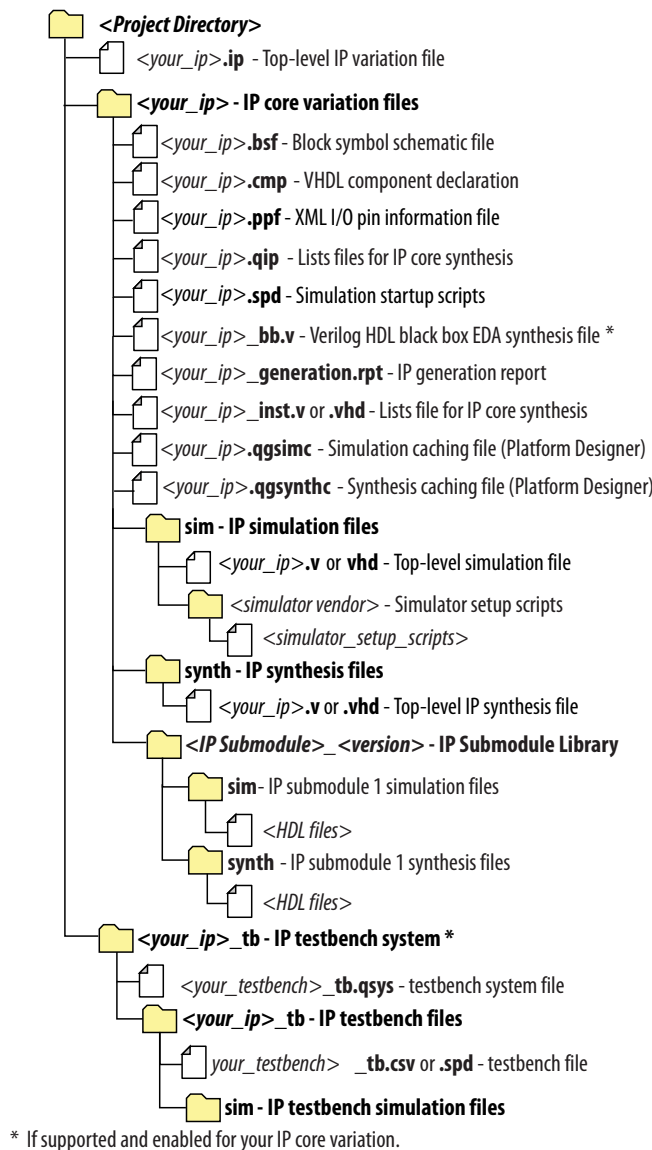 <Project Directory>
<your_ip>.ip - Top-level IP variation file
<your_ip> - IP core variation files
<your_ip>.bsf - Block symbol schematic file
<your_ip>.cmp - VHDL component declaration
<your_ip>.ppf - XML I/O pin information file
<your_ip>.qip - Lists files for IP core synthesis
<your_ip>.spd - Simulation startup scripts
<your_ip>_bb.v - Verilog HDL black box EDA synthesis file *
<your_ip>_generation.rpt - IP generation report
<your_ip>_inst.v or .vhd - Lists file for IP core synthesis
<your_ip>.qgsimc - Simulation caching file (Platform Designer)
<your_ip>.qgsynthc - Synthesis caching file (Platform Designer)
sim - IP simulation files
<your_ip>.v or vhd - Top-level simulation file
<simulator vendor> - Simulator setup scripts
<simulator_setup_scripts>
synth - IP synthesis files
<your_ip>.v or .vhd - Top-level IP synthesis file
<IP Submodule>_<version> - IP Submodule Library
sim- IP submodule 1 simulation files
<HDL files>
synth - IP submodule 1 synthesis files
<HDL files>
<your_ip>_tb - IP testbench system *
<your_testbench>_tb.qsys - testbench system file
<your_ip>_tb - IP testbench files
your_testbench> _tb.csv or .spd - testbench file
sim - IP testbench simulation files
* If supported and enabled for your IP core variation.